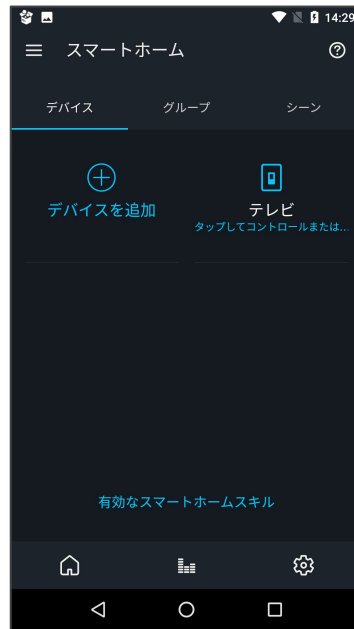 14:29
スマートホーム
デバイス グループ シーン
デバイスを追加
テレビ
タップしてコントロールまたは...
有効なスマートホームスキル